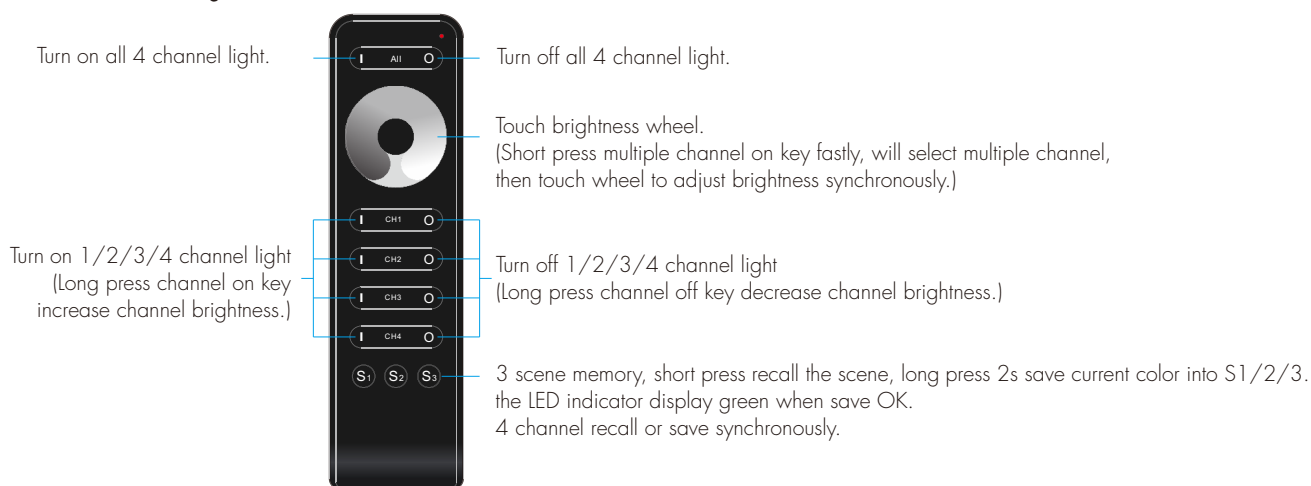 Turn on all 4 channel light.
I All O
Turn off all 4 channel light.
Touch brightness wheel.
(Short press multiple channel on key fastly, will select multiple channel,
then touch wheel to adjust brightness synchronously.)
I CH1 O
I CH2 O
I CH3 O
I CH4 O
Turn on 1/2/3/4 channel light
(Long press channel on key
increase channel brightness.)
Turn off 1/2/3/4 channel light
(Long press channel off key decrease channel brightness.)
S1 S2 S3
3 scene memory, short press recall the scene, long press 2s save current color into S1/2/3.
the LED indicator display green when save OK.
4 channel recall or save synchronously.